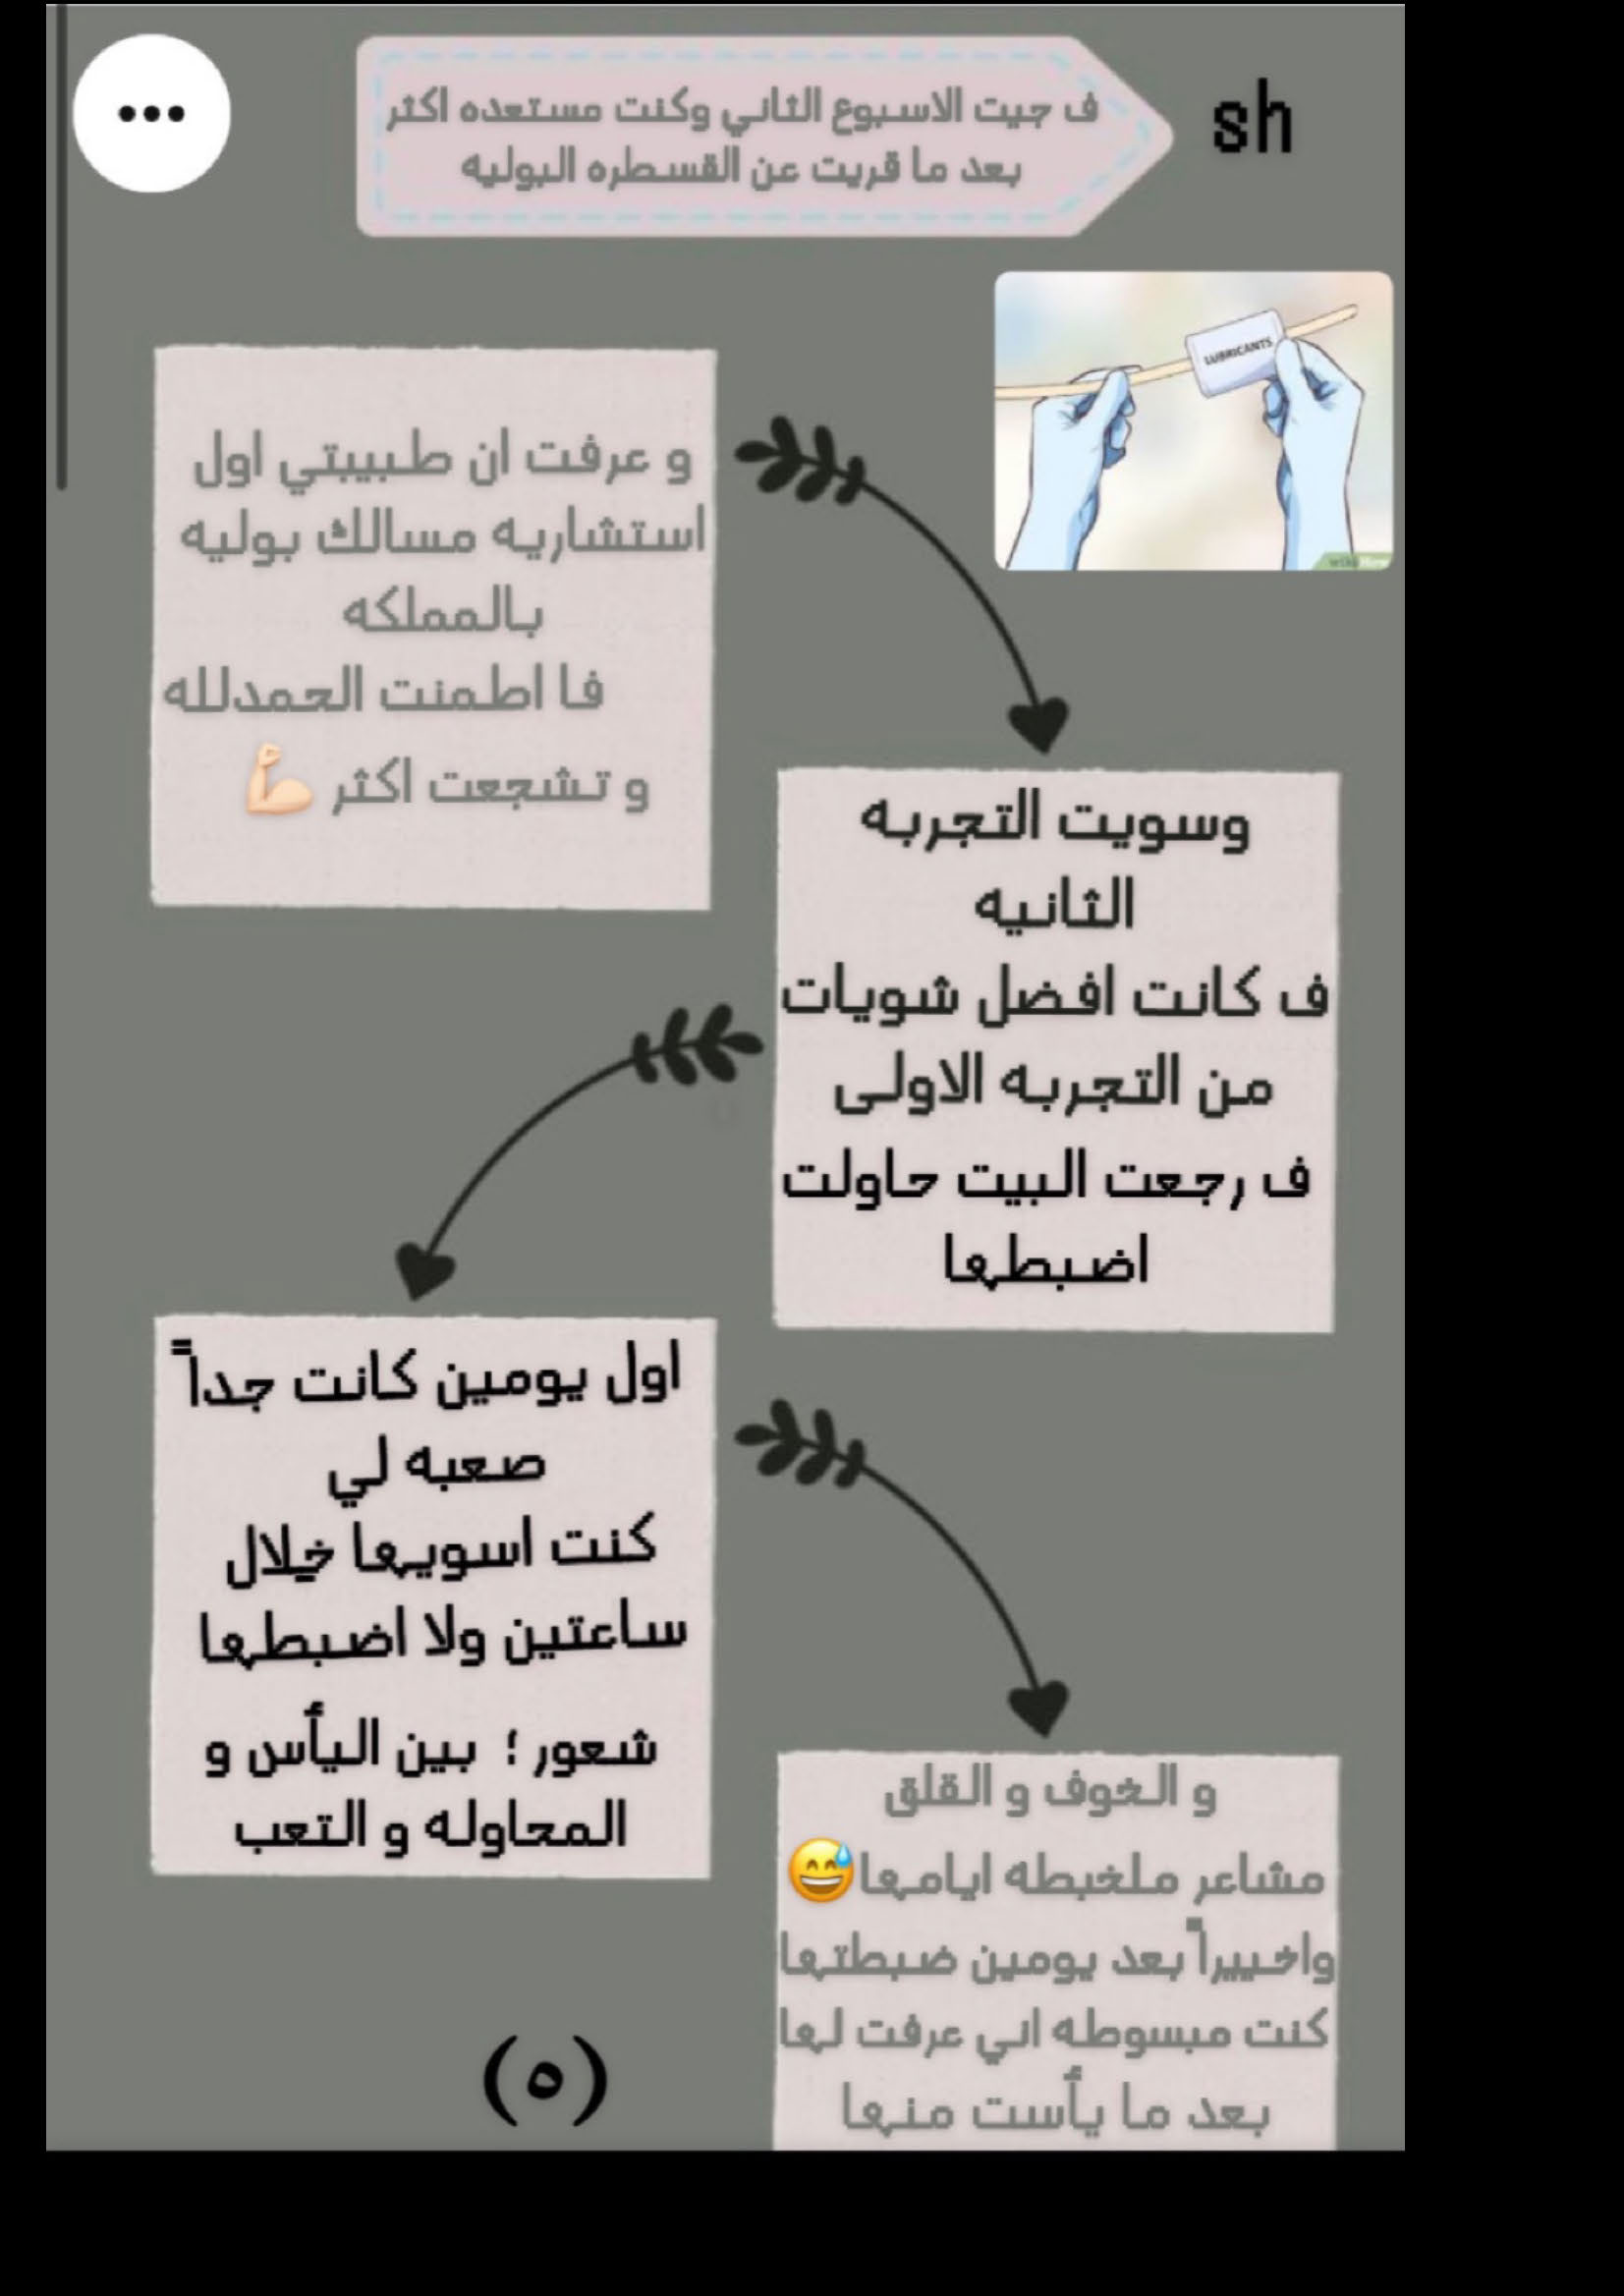 sh
ف جيت الاسبوع الثاني وكنت مستعده اكثر
بعد ما قريت عن القسطره البوليه
LUBRICANTS
wikiHow
و عرفت ان طبيبتي اول
استشاريه مسالك بوليه
بالمملكه
فا اطمنت الحمدلله
و تشجعت اكثر 💪🏻
وسويت التجربه
الثانيه
ف كانت افضل شويات
من التجربه الاولى
ف رجعت البيت حاولت
اضبطها
اول يومين كانت جداً
صعبه لي
كنت اسويها خلال
ساعتين ولا اضبطها
شعور ؛ بين اليأس و
المحاوله و التعب
و الخوف و القلق
مشاعر ملخبطه ايامها😅
واخييراً بعد يومين ضبطتها
كنت مبسوطه اني عرفت لها
بعد ما يأست منها
(٥)